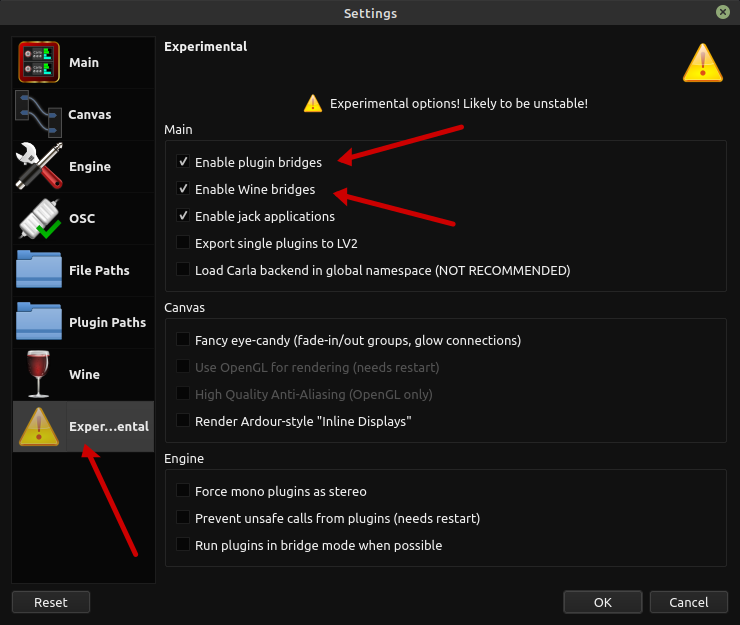 Settings
Main
Canvas
Engine
OSC
File Paths
Plugin Paths
Wine
Exper...ental
Experimental
Experimental options! Likely to be unstable!
Main
Enable plugin bridges
Enable Wine bridges
Enable jack applications
Export single plugins to LV2
Load Carla backend in global namespace (NOT RECOMMENDED)
Canvas
Fancy eye-candy (fade-in/out groups, glow connections)
Use OpenGL for rendering (needs restart)
High Quality Anti-Aliasing (OpenGL only)
Render Ardour-style "Inline Displays"
Engine
Force mono plugins as stereo
Prevent unsafe calls from plugins (needs restart)
Run plugins in bridge mode when possible
Reset
OK
Cancel